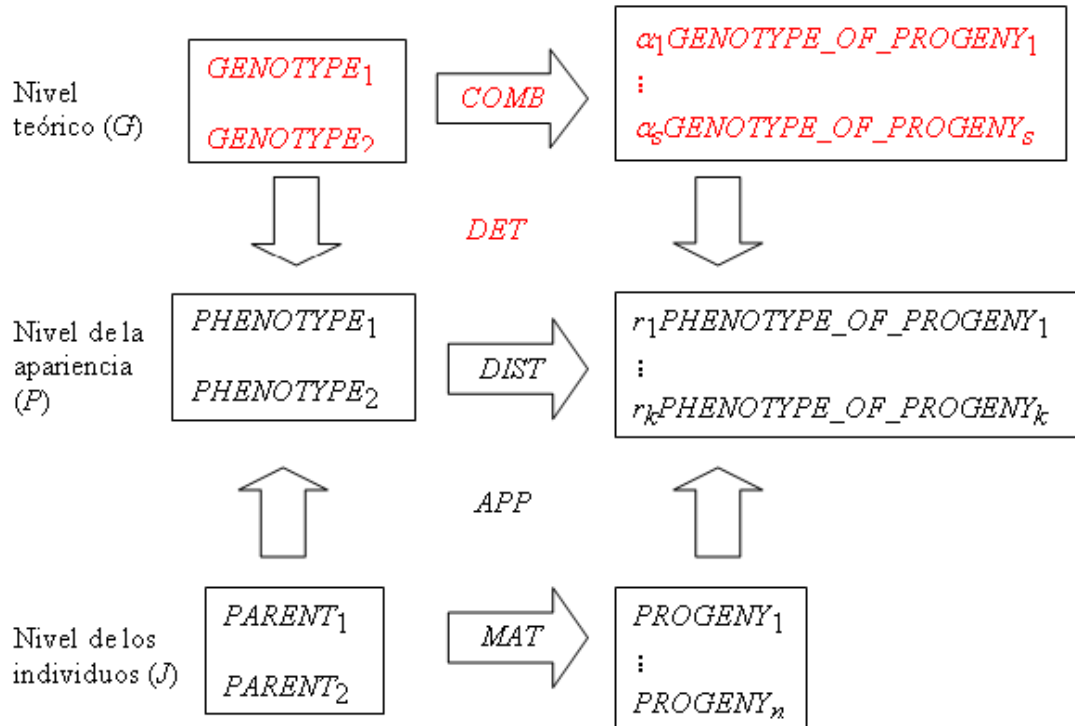 Nivel
teórico (G)
GENOTYPE₁
GENOTYPE₂
COMB
α₁GENOTYPE_OF_PROGENY₁
⋮
αₛGENOTYPE_OF_PROGENYₛ
DET
Nivel de la
apariencia
(P)
PHENOTYPE₁
PHENOTYPE₂
DIST
r₁PHENOTYPE_OF_PROGENY₁
⋮
rₖPHENOTYPE_OF_PROGENYₖ
APP
Nivel de los
individuos (J)
PARENT₁
PARENT₂
MAT
PROGENY₁
⋮
PROGENYₙ